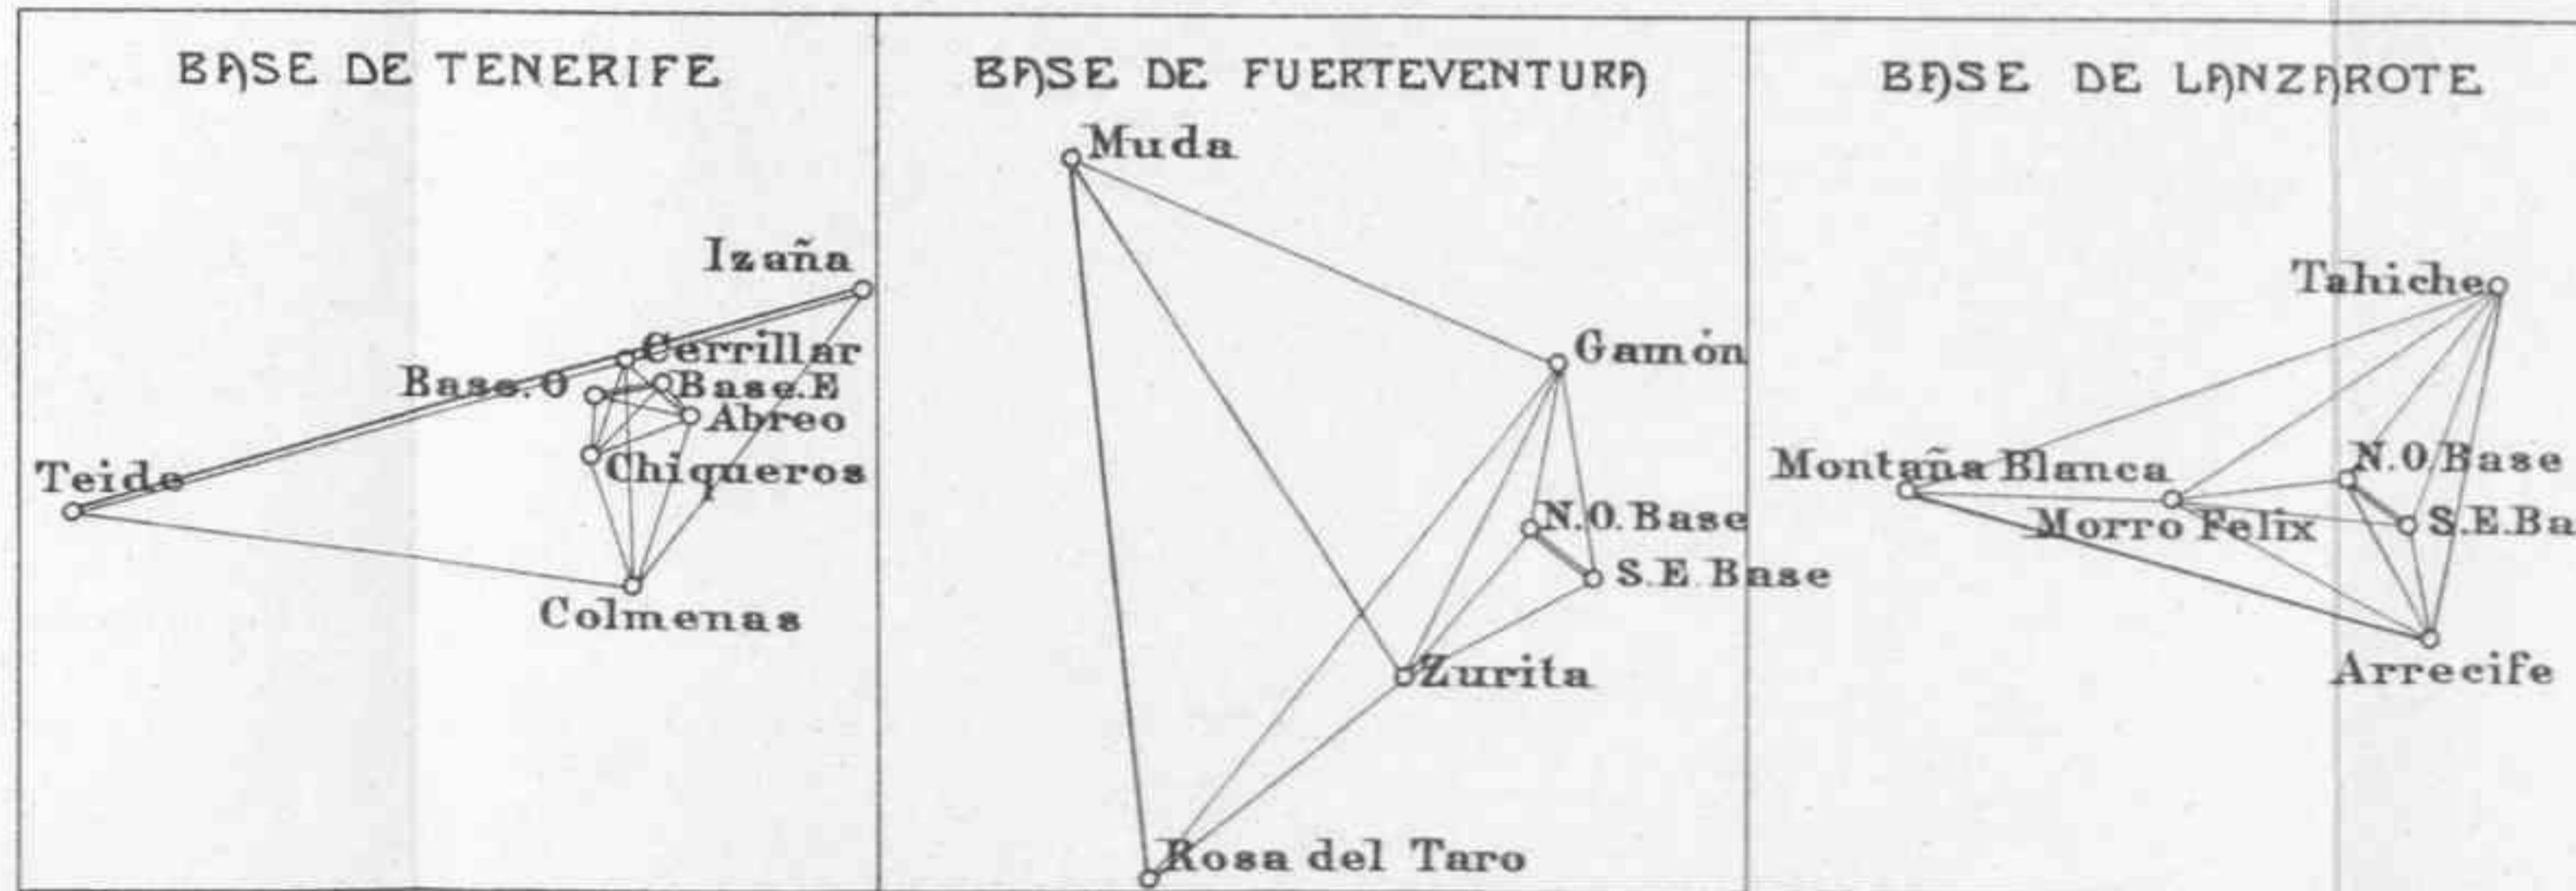 BASE DE TENERIFE
Izaña
Cerrillar
Base.O
Base.E
Abreo
Teide
Chiqueros
Colmenas
BASE DE FUERTEVENTURA
Muda
Gamón
N.O. Base
S.E. Base
Zurita
Rosa del Taro
BASE DE LANZAROTE
Tahiche
Montaña Blanca
N.O. Base
Morro Felix
S.E.Ba
Arrecife